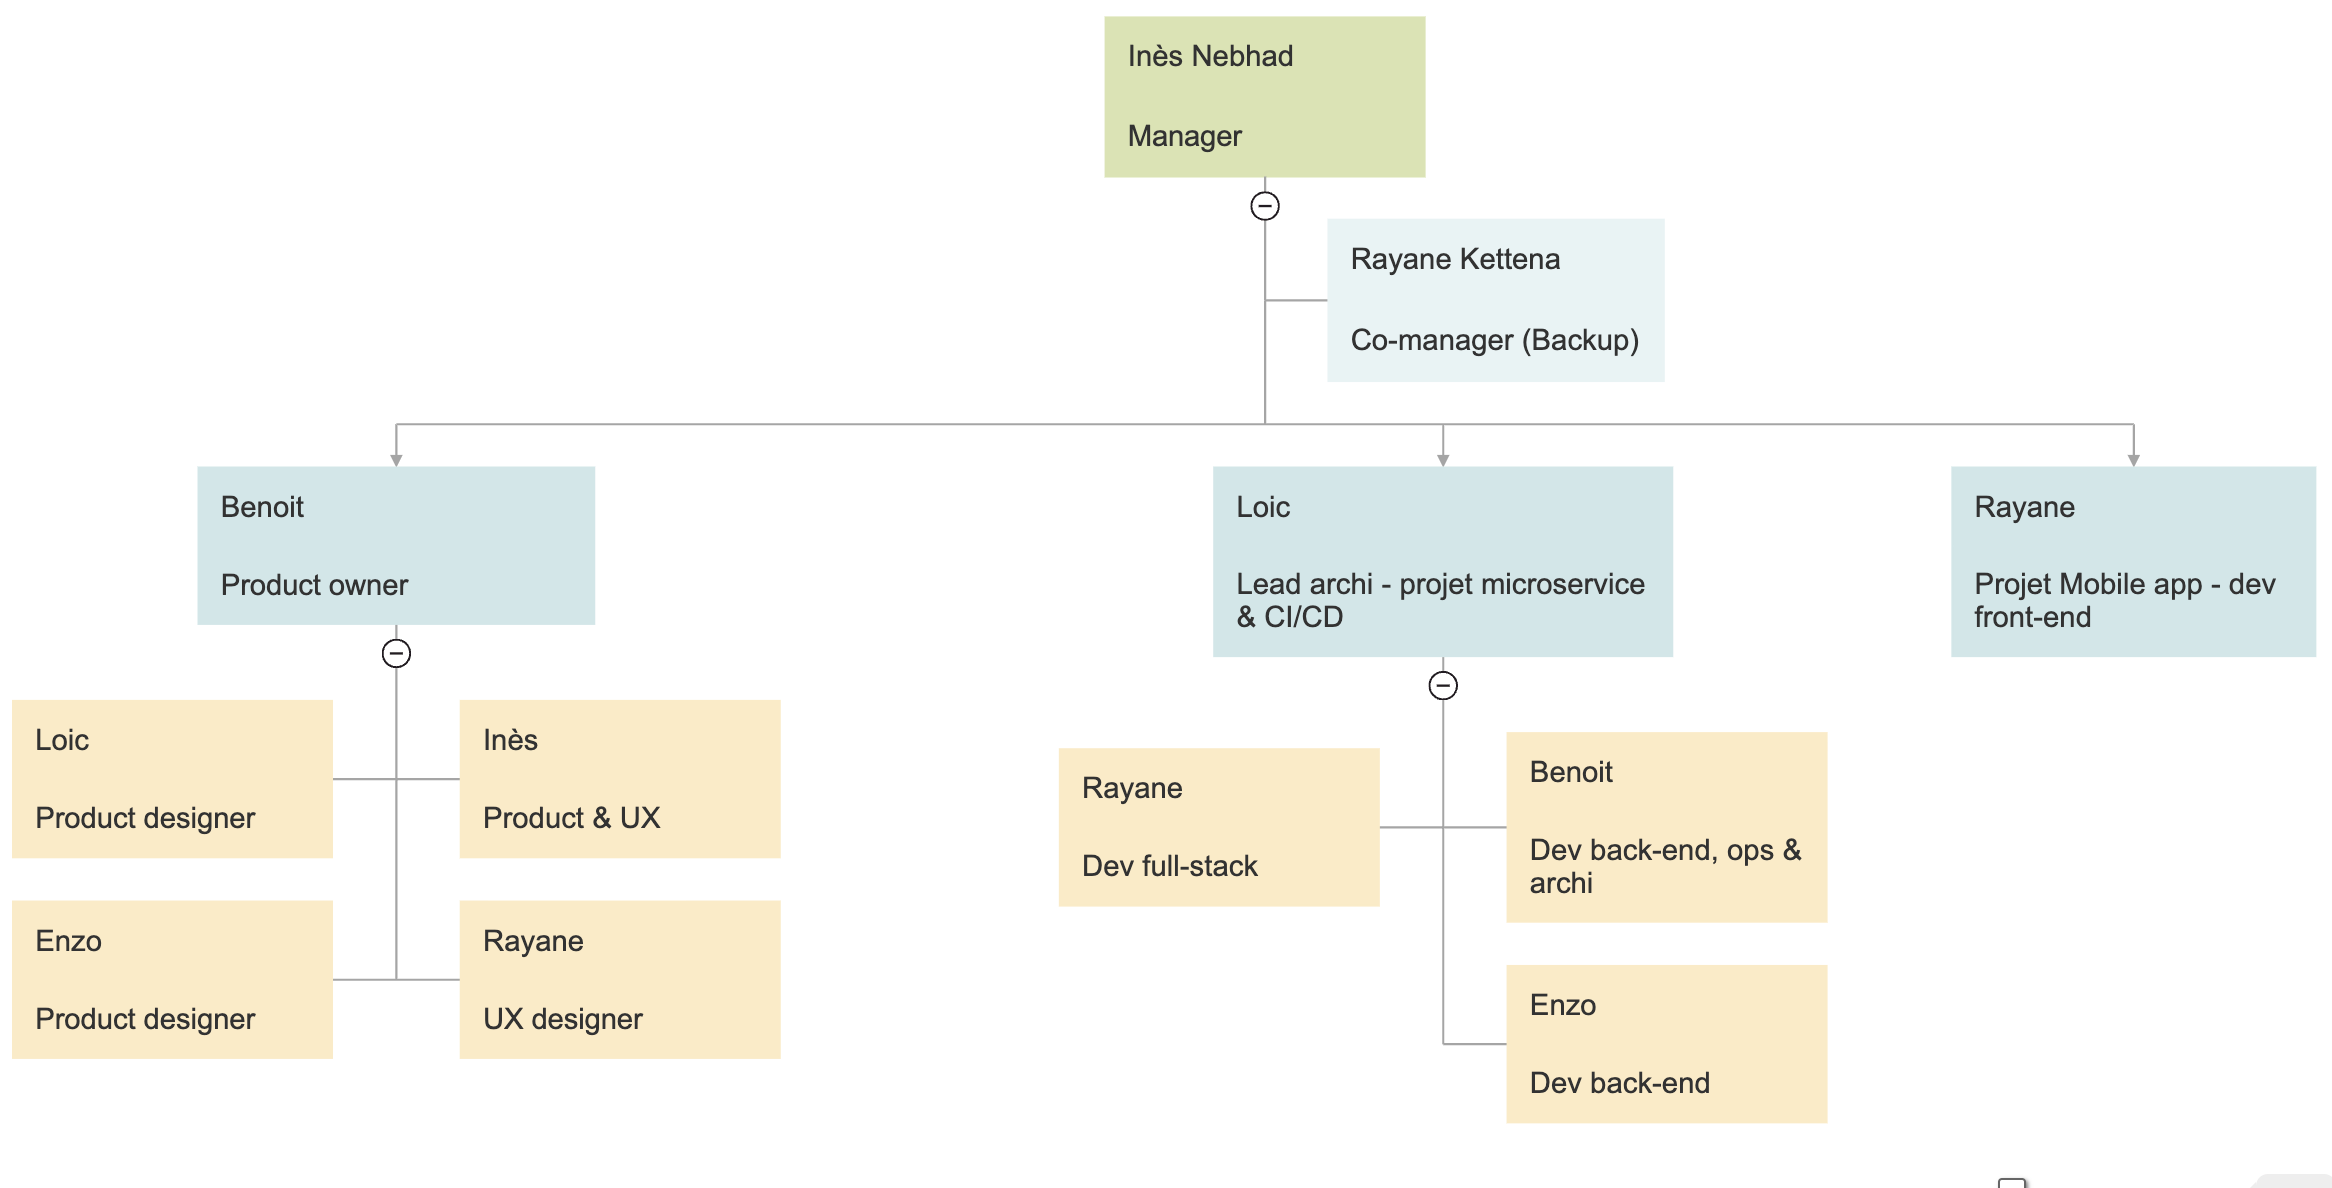 Inès Nebhad
Manager
Rayane Kettena
Co-manager (Backup)
Benoit
Product owner
Loic
Lead archi - projet microservice
& CI/CD
Rayane
Projet Mobile app - dev
front-end
Loic
Product designer
Inès
Product & UX
Enzo
Product designer
Rayane
UX designer
Rayane
Dev full-stack
Benoit
Dev back-end, ops &
archi
Enzo
Dev back-end